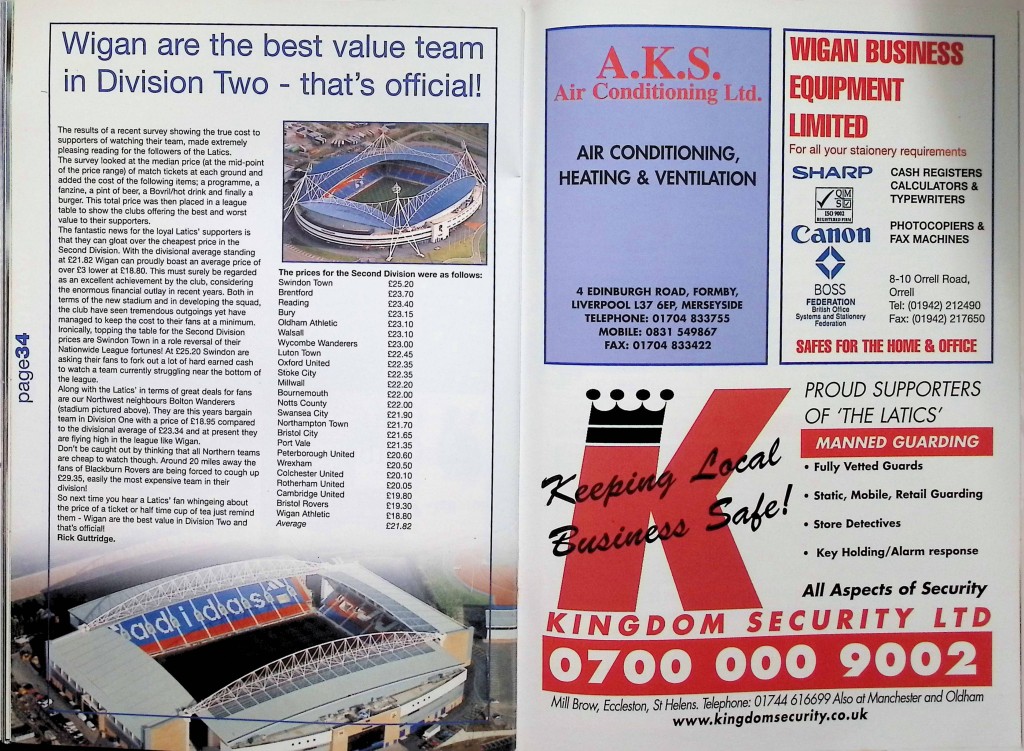 Wigan are the best value team
in Division Two - that's official!
The results of a recent survey showing the true cost to
supporters of watching their team, made extremely
pleasing reading for the followers of the Latics.
The survey looked at the median price (at the mid-point
of the price range) of match tickets at each ground and
added the cost of the following items; a programme, a
fanzine, a pint of beer, a Bovril/hot drink and finally a
burger. This total price was then placed in a league
table to show the clubs offering the best and worst
value to their supporters.
The fantastic news for the loyal Latics' supporters is
that they can gloat over the cheapest price in the
Second Division. With the divisional average standing
at £21.82 Wigan can proudly boast an average price of
over £3 lower at £18.80. This must surely be regarded
as an excellent achievement by the club, considering
the enormous financial outlay in recent years. Both in
terms of the new stadium and in developing the squad,
the club have seen tremendous outgoings yet have
managed to keep the cost to their fans at a minimum.
Ironically, topping the table for the Second Division
prices are Swindon Town in a role reversal of their
Nationwide League fortunes! At £25.20 Swindon are
asking their fans to fork out a lot of hard earned cash
to watch a team currently struggling near the bottom of
the league.
Along with the Latics' in terms of great deals for fans
are our Northwest neighbours Bolton Wanderers
(stadium pictured above). They are this years bargain
team in Division One with a price of £18.95 compared
to the divisional average of £23.34 and at present they
are flying high in the league like Wigan.
Don't be caught out by thinking that all Northern teams
are cheap to watch though. Around 20 miles away the
fans of Blackburn Rovers are being forced to cough up
£29.35, easily the most expensive team in their
division!
So next time you hear a Latics' fan whingeing about
the price of a ticket or half time cup of tea just remind
them - Wigan are the best value in Division Two and
that's official!
Rick Guttridge.
The prices for the Second Division were as follows:
Swindon Town £25.20
Brentford £23.70
Reading £23.40
Bury £23.15
Oldham Athletic £23.10
Walsall £23.10
Wycombe Wanderers £23.00
Luton Town £22.45
Oxford United £22.35
Stoke City £22.35
Millwall £22.20
Bournemouth £22.00
Notts County £22.00
Swansea City £21.90
Northampton Town £21.70
Bristol City £21.65
Port Vale £21.35
Peterborough United £20.60
Wrexham £20.50
Colchester United £20.10
Rotherham United £20.05
Cambridge United £19.80
Bristol Rovers £19.30
Wigan Athletic £18.80
Average £21.82
page34
adidas
A.K.S.
Air Conditioning Ltd.
AIR CONDITIONING,
HEATING & VENTILATION
4 EDINBURGH ROAD, FORMBY,
LIVERPOOL L37 6EP, MERSEYSIDE
TELEPHONE: 01704 833755
MOBILE: 0831 549867
FAX: 01704 833422
WIGAN BUSINESS
EQUIPMENT
LIMITED
For all your staionery requirements
SHARP
CASH REGISTERS
CALCULATORS &
TYPEWRITERS
QM
S
ISO 9002
REGISTERED FIRM
Canon
PHOTOCOPIERS &
FAX MACHINES
BOSS
FEDERATION
British Office
Systems and Stationery
Federation
8-10 Orrell Road,
Orrell
Tel: (01942) 212490
Fax: (01942) 217650
SAFES FOR THE HOME & OFFICE
K
Keeping Local
Business Safe!
PROUD SUPPORTERS
OF 'THE LATICS'
MANNED GUARDING
• Fully Vetted Guards
• Static, Mobile, Retail Guarding
• Store Detectives
• Key Holding/Alarm response
All Aspects of Security
KINGDOM SECURITY LTD
0700 000 9002
Mill Brow, Eccleston, St Helens. Telephone: 01744 616699 Also at Manchester and Oldham
www.kingdomsecurity.co.uk